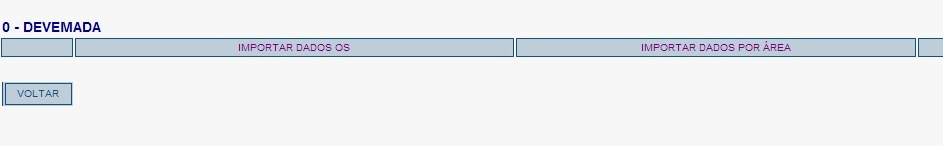 0 - DEVEMADA
IMPORTAR DADOS OS IMPORTAR DADOS POR ÁREA
VOLTAR